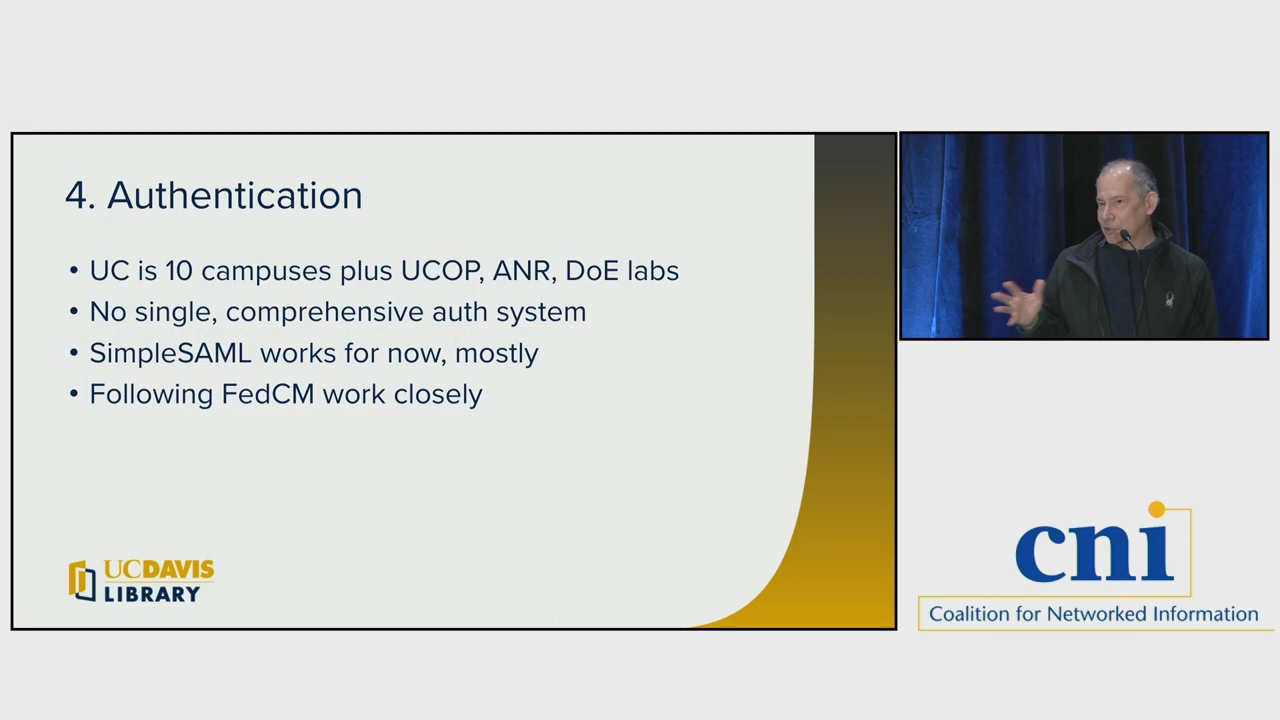 4. Authentication
• UC is 10 campuses plus UCOP, ANR, DoE labs
• No single, comprehensive auth system
• SimpleSAML works for now, mostly
• Following FedCM work closely
UCDAVIS
LIBRARY
cni
Coalition for Networked Information